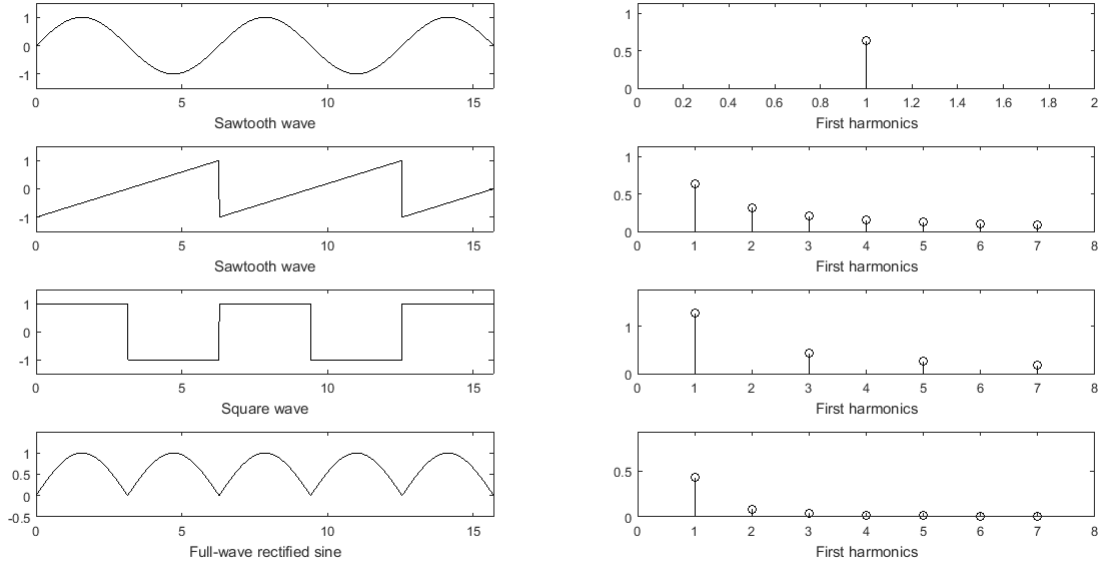 1
0
-1
0 5 10 15
Sawtooth wave
1
0.5
0
0 0.2 0.4 0.6 0.8 1 1.2 1.4 1.6 1.8 2
First harmonics
1
0
-1
0 5 10 15
Sawtooth wave
1
0.5
0
0 1 2 3 4 5 6 7 8
First harmonics
1
0
-1
0 5 10 15
Square wave
1
0
0 1 2 3 4 5 6 7 8
First harmonics
1
0.5
0
-0.5
0 5 10 15
Full-wave rectified sine
0.5
0
0 1 2 3 4 5 6 7 8
First harmonics